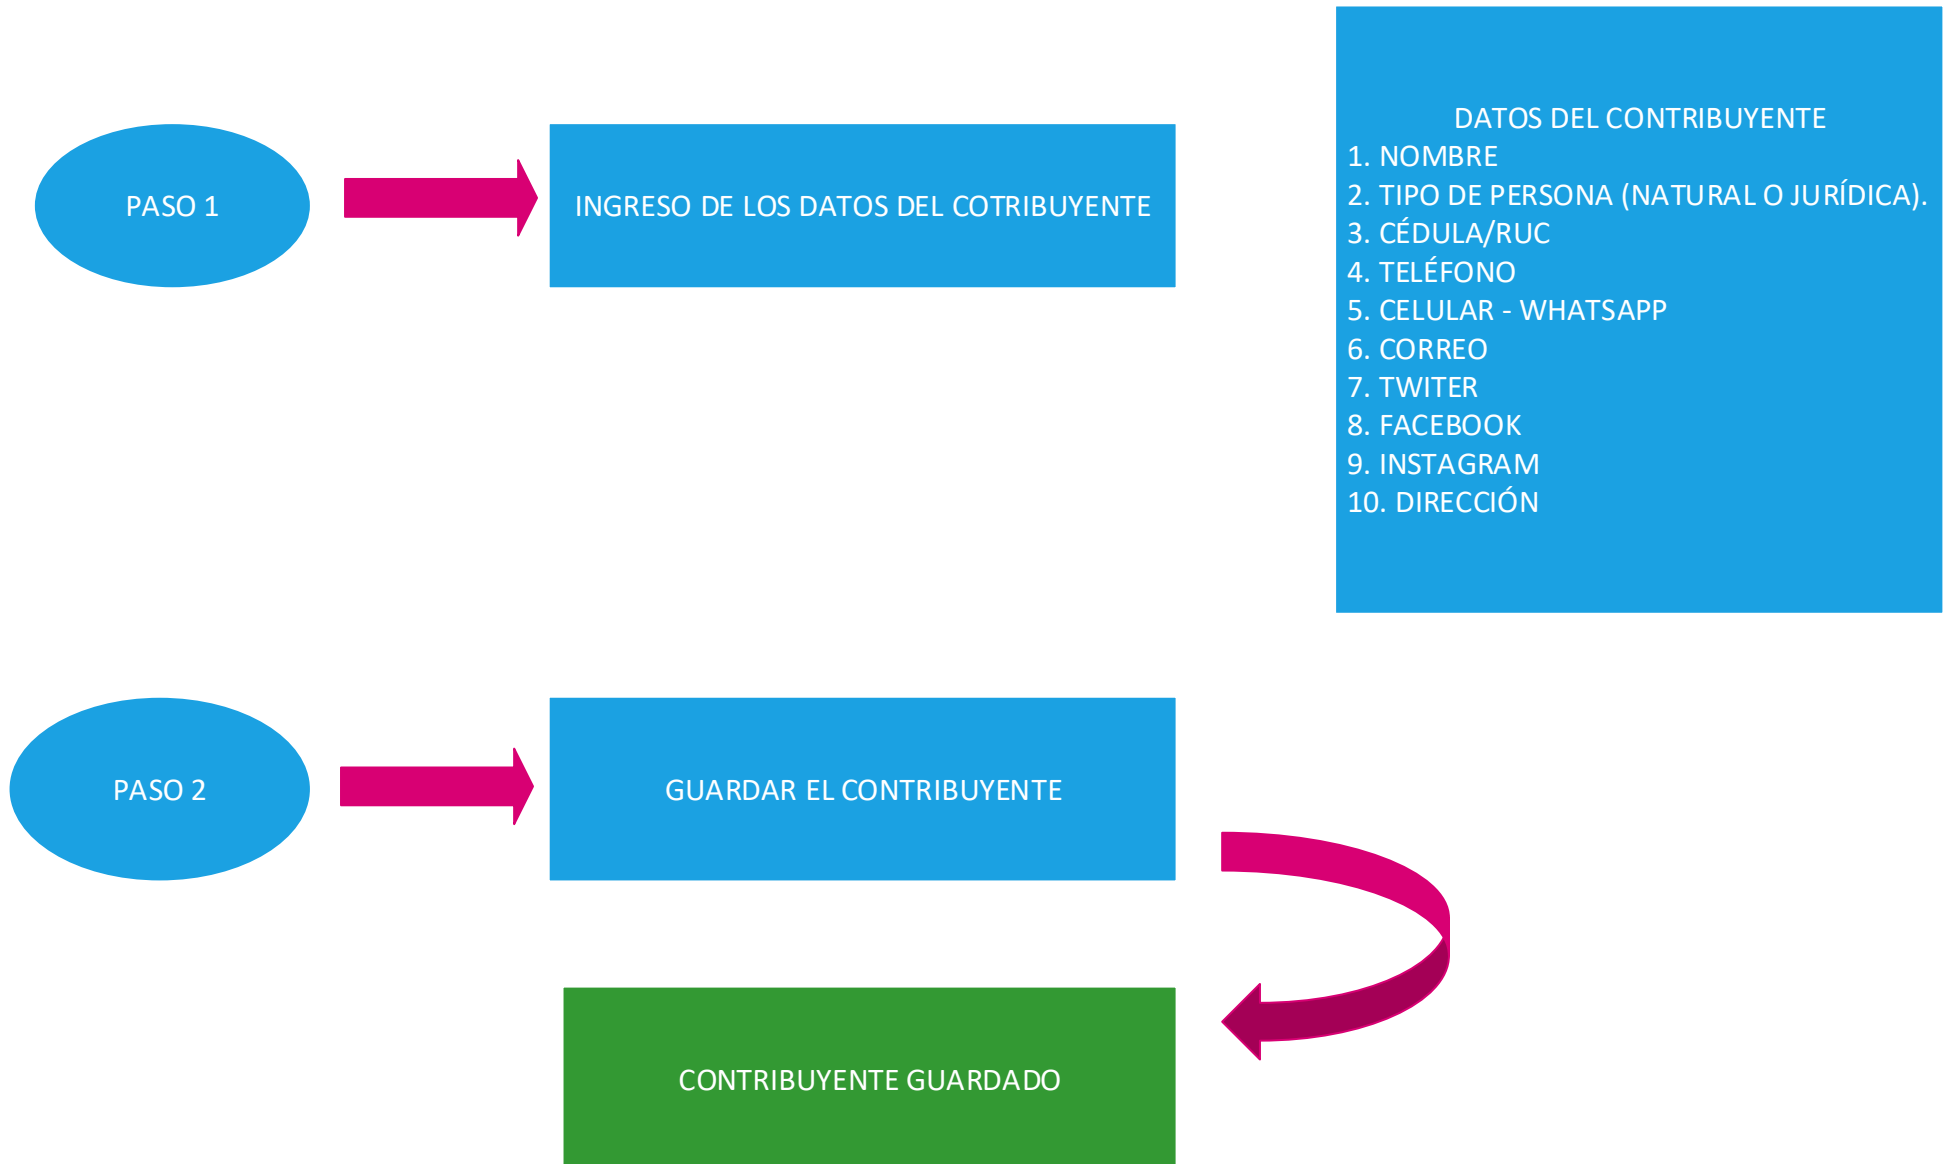 PASO 1
INGRESO DE LOS DATOS DEL COTRIBUYENTE
DATOS DEL CONTRIBUYENTE
1. NOMBRE
2. TIPO DE PERSONA (NATURAL O JURÍDICA).
3. CÉDULA/RUC
4. TELÉFONO
5. CELULAR - WHATSAPP
6. CORREO
7. TWITER
8. FACEBOOK
9. INSTAGRAM
10. DIRECCIÓN
PASO 2
GUARDAR EL CONTRIBUYENTE
CONTRIBUYENTE GUARDADO